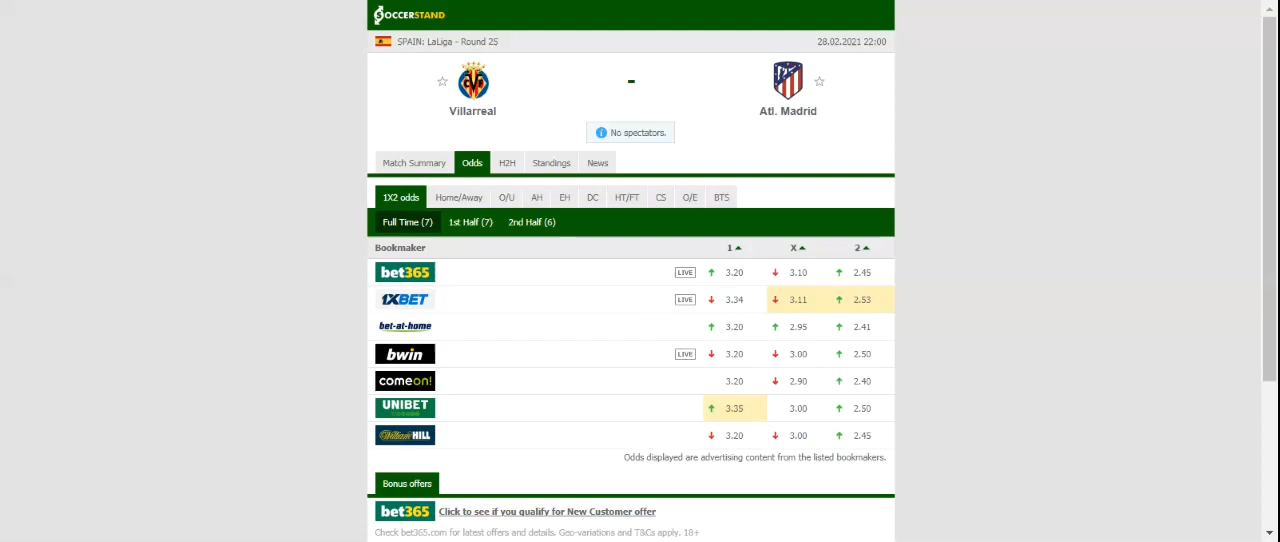 SOCCERSTAND
SPAIN: LaLiga - Round 25 28.02.2021 22:00
-
Villarreal Atl. Madrid
No spectators.
Match Summary Odds H2H Standings News
1X2 odds Home/Away O/U AH EH DC HT/FT CS O/E BTS
Full Time (7) 1st Half (7) 2nd Half (6)
Bookmaker 1 X 2
bet365 LIVE 3.20 3.10 2.45
1XBET LIVE 3.34 3.11 2.53
bet-at-home 3.20 2.95 2.41
bwin LIVE 3.20 3.00 2.50
comeon! 3.20 2.90 2.40
UNIBET 3.35 3.00 2.50
William HILL 3.20 3.00 2.45
Odds displayed are advertising content from the listed bookmakers.
Bonus offers
bet365 Click to see if you qualify for New Customer offer
Check bet365.com for latest offers and details. Geo-variations and T&Cs apply. 18+